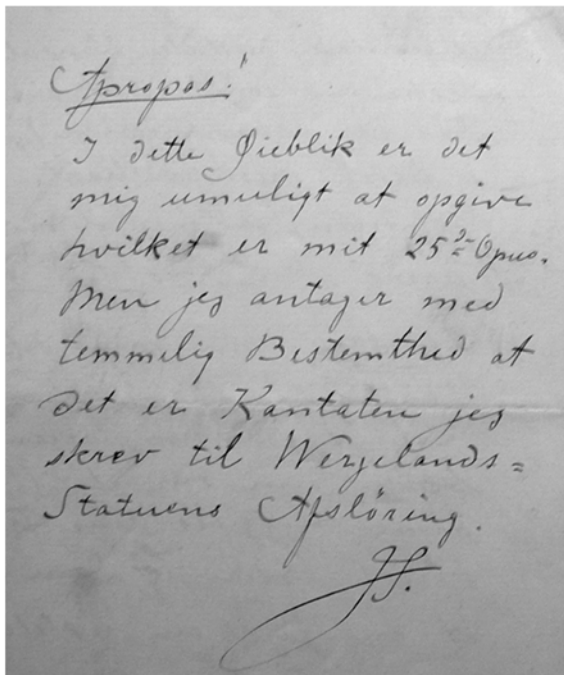 Apropos!
I dette Øieblik er det
mig umuligt at opgive
hvilket er mit 25de Opus.
Men jeg antager med
temmelig Bestemthed at
det er Kantaten jeg
skrev til Wergelands=
Statuens Afsløring.
JS.